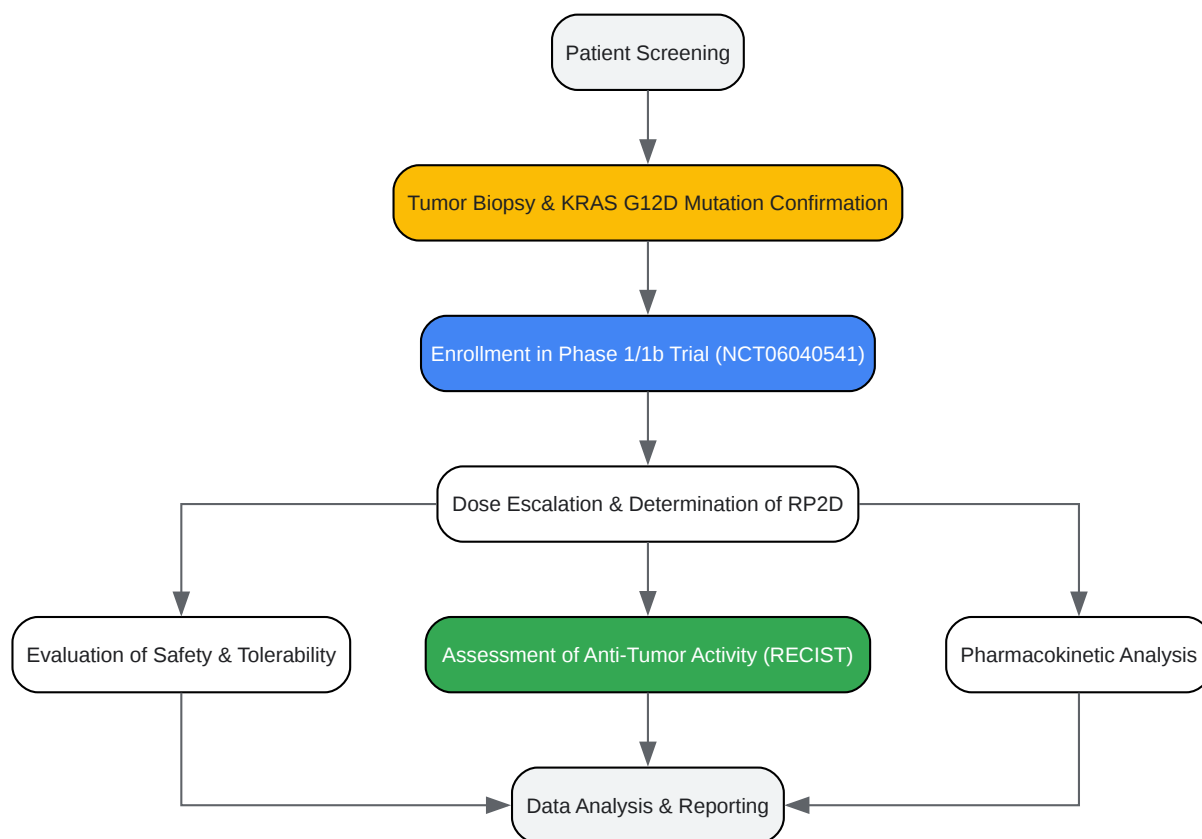 Patient Screening
Tumor Biopsy & KRAS G12D Mutation Confirmation
Enrollment in Phase 1/1b Trial (NCT06040541)
Dose Escalation & Determination of RP2D
Evaluation of Safety & Tolerability
Assessment of Anti-Tumor Activity (RECIST)
Pharmacokinetic Analysis
Data Analysis & Reporting